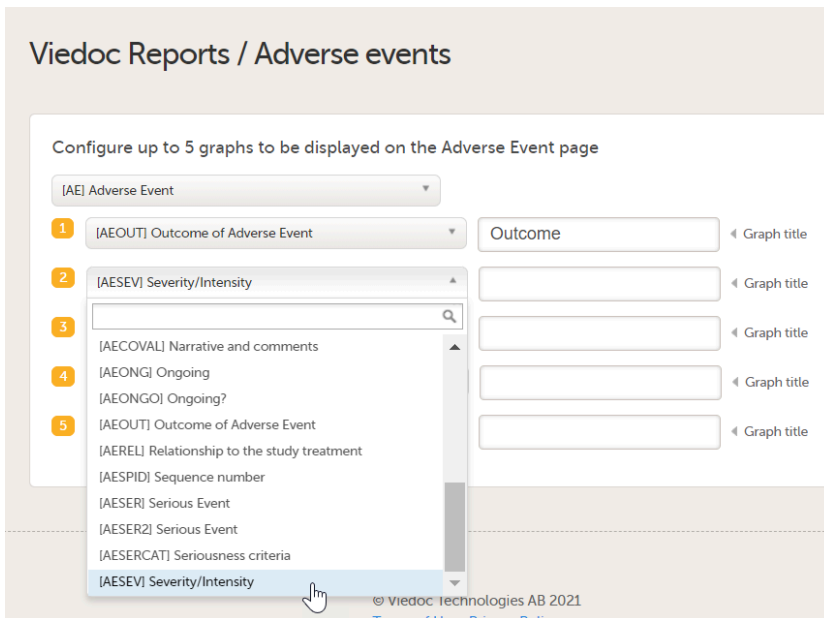 Viedoc Reports / Adverse events
Configure up to 5 graphs to be displayed on the Adverse Event page
[AE] Adverse Event
1 [AEOUT] Outcome of Adverse Event Outcome Graph title
2 [AESEV] Severity/Intensity Graph title
3 Graph title
4 Graph title
5 Graph title
[AECOVAL] Narrative and comments
[AEONG] Ongoing
[AEONGO] Ongoing?
[AEOUT] Outcome of Adverse Event
[AEREL] Relationship to the study treatment
[AESPID] Sequence number
[AESER] Serious Event
[AESER2] Serious Event
[AESERCAT] Seriousness criteria
[AESEV] Severity/Intensity
© Viedoc Technologies AB 2021